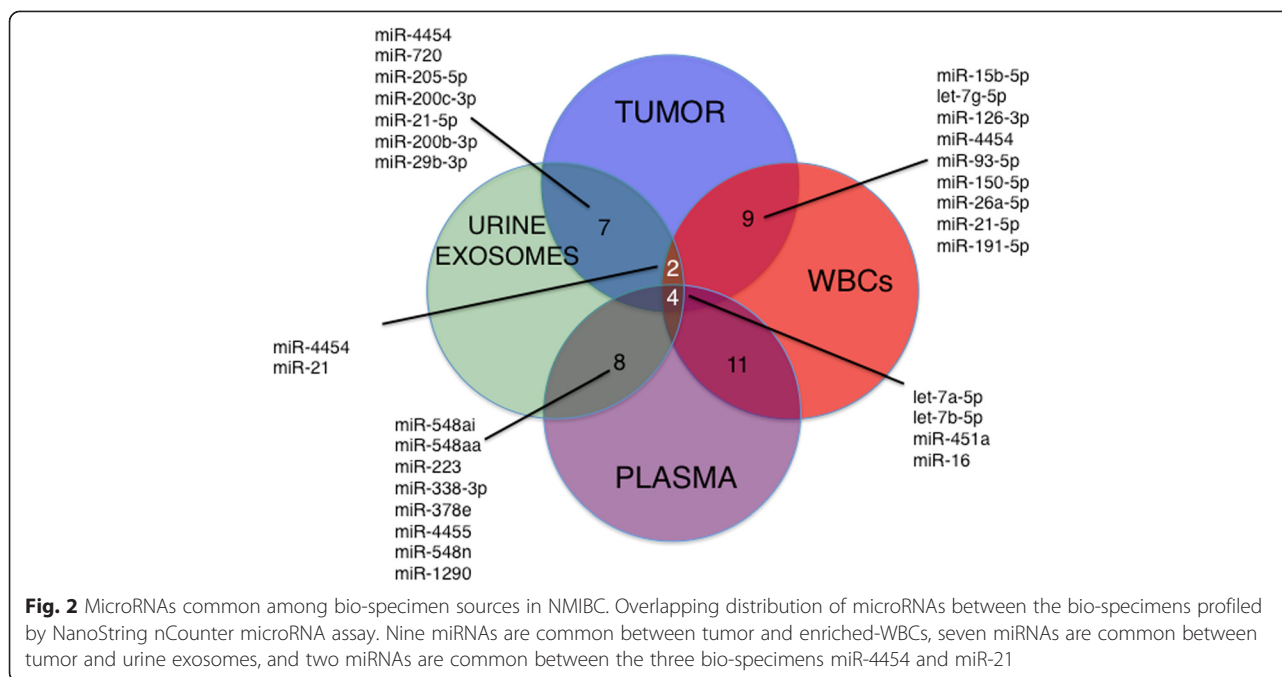 miR-4454
miR-720
miR-205-5p
miR-200c-3p
miR-21-5p
miR-200b-3p
miR-29b-3p
TUMOR
miR-15b-5p
let-7g-5p
miR-126-3p
miR-4454
miR-93-5p
miR-150-5p
miR-26a-5p
miR-21-5p
miR-191-5p
URINE
EXOSOMES
7
9
2
4
WBCs
miR-4454
miR-21
8
11
let-7a-5p
let-7b-5p
miR-451a
miR-16
miR-548ai
miR-548aa
miR-223
miR-338-3p
miR-378e
miR-4455
miR-548n
miR-1290
PLASMA
Fig. 2 MicroRNAs common among bio-specimen sources in NMIBC. Overlapping distribution of microRNAs between the bio-specimens profiled
by NanoString nCounter microRNA assay. Nine miRNAs are common between tumor and enriched-WBCs, seven miRNAs are common between
tumor and urine exosomes, and two miRNAs are common between the three bio-specimens miR-4454 and miR-21